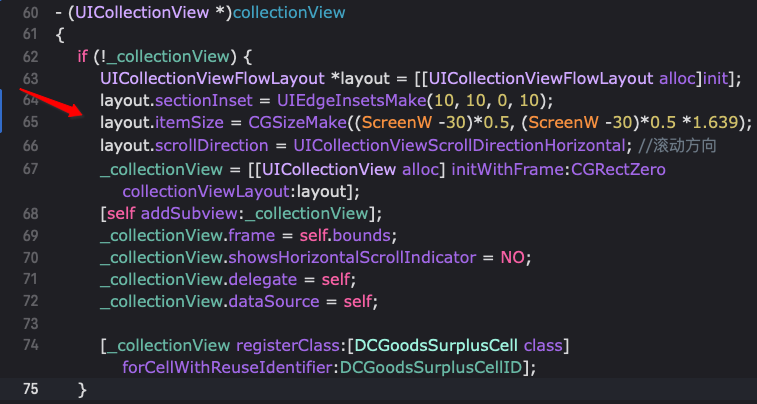 60 - (UICollectionView *)collectionView
61 {
62 if (!_collectionView) {
63 UICollectionViewFlowLayout *layout = [[UICollectionViewFlowLayout alloc]init];
64 layout.sectionInset = UIEdgeInsetsMake(10, 10, 0, 10);
65 layout.itemSize = CGSizeMake((ScreenW -30)*0.5, (ScreenW -30)*0.5 *1.639);
66 layout.scrollDirection = UICollectionViewScrollDirectionHorizontal; //滚动方向
67 _collectionView = [[UICollectionView alloc] initWithFrame:CGRectZero
collectionViewLayout:layout];
68 [self addSubview:_collectionView];
69 _collectionView.frame = self.bounds;
70 _collectionView.showsHorizontalScrollIndicator = NO;
71 _collectionView.delegate = self;
72 _collectionView.dataSource = self;
73
74 [_collectionView registerClass:[DCGoodsSurplusCell class]
forCellWithReuseIdentifier:DCGoodsSurplusCellID];
75 }